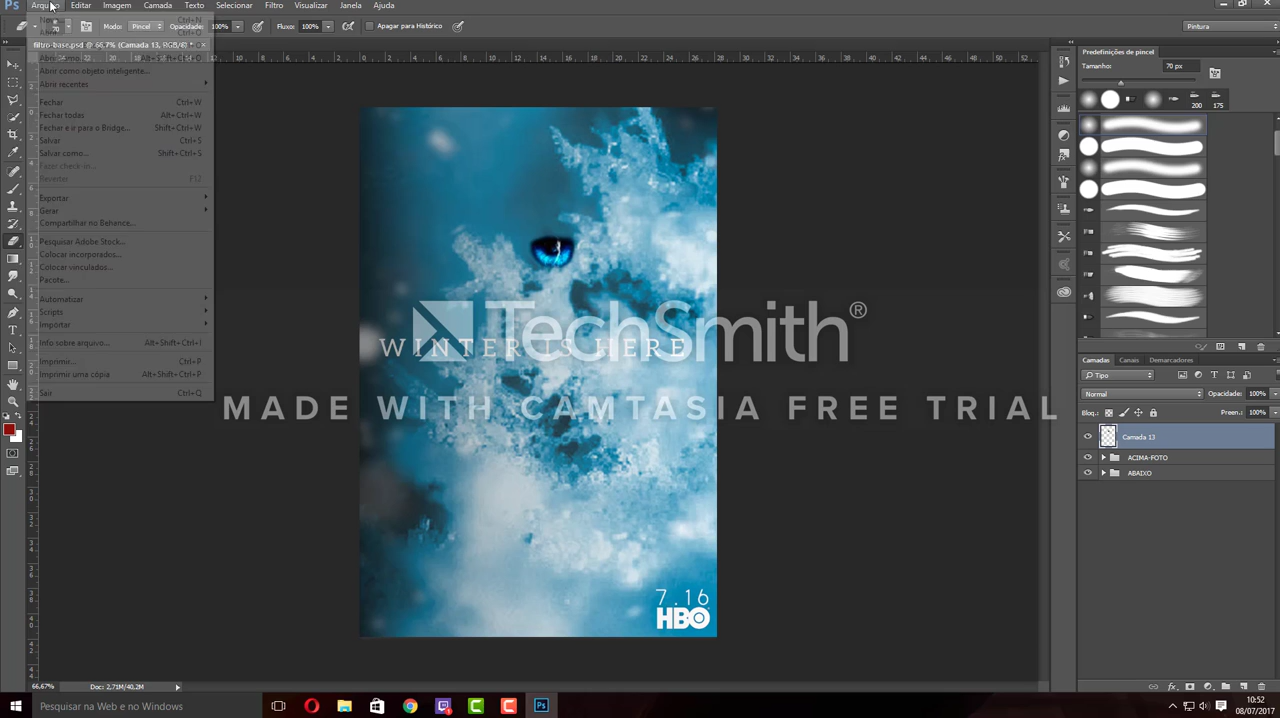 Ps Arquivo Editar Imagem Camada Texto Selecionar Filtro Visualizar Janela Ajuda
Modo: Pincel Opacidade: 100% Fluxo: 100% Apagar para Histórico Pintura
filtro-base.psd @ 66,7% (Camada 13, RGB/8) * ×
Abrir como objeto inteligente...
Abrir recentes
Fechar Ctrl+W
Fechar todas Alt+Ctrl+W
Fechar e ir para o Bridge... Shift+Ctrl+W
Salvar Ctrl+S
Salvar como... Shift+Ctrl+S
Fazer check-in...
Reverter F12
Exportar
Gerar
Compartilhar no Behance...
Pesquisar Adobe Stock...
Colocar incorporados...
Colocar vinculados...
Pacote...
Automatizar
Scripts
Importar
Info sobre arquivo... Alt+Shift+Ctrl+I
Imprimir... Ctrl+P
Imprimir uma cópia Alt+Shift+Ctrl+P
Sair Ctrl+Q
WINTER IS HERE
7.16
HBO
TechSmith®
MADE WITH CAMTASIA FREE TRIAL
Predefinições de pincel
Tamanho: 70 px
200 175
Camadas Canais Demarcadores
Tipo
Normal Opacidade: 100%
Bloq.: Preen.: 100%
Camada 13
ACIMA-FOTO
ABAIXO
66,67% Doc: 2,71M/40,2M
Pesquisar na Web e no Windows
10:52
08/07/2017